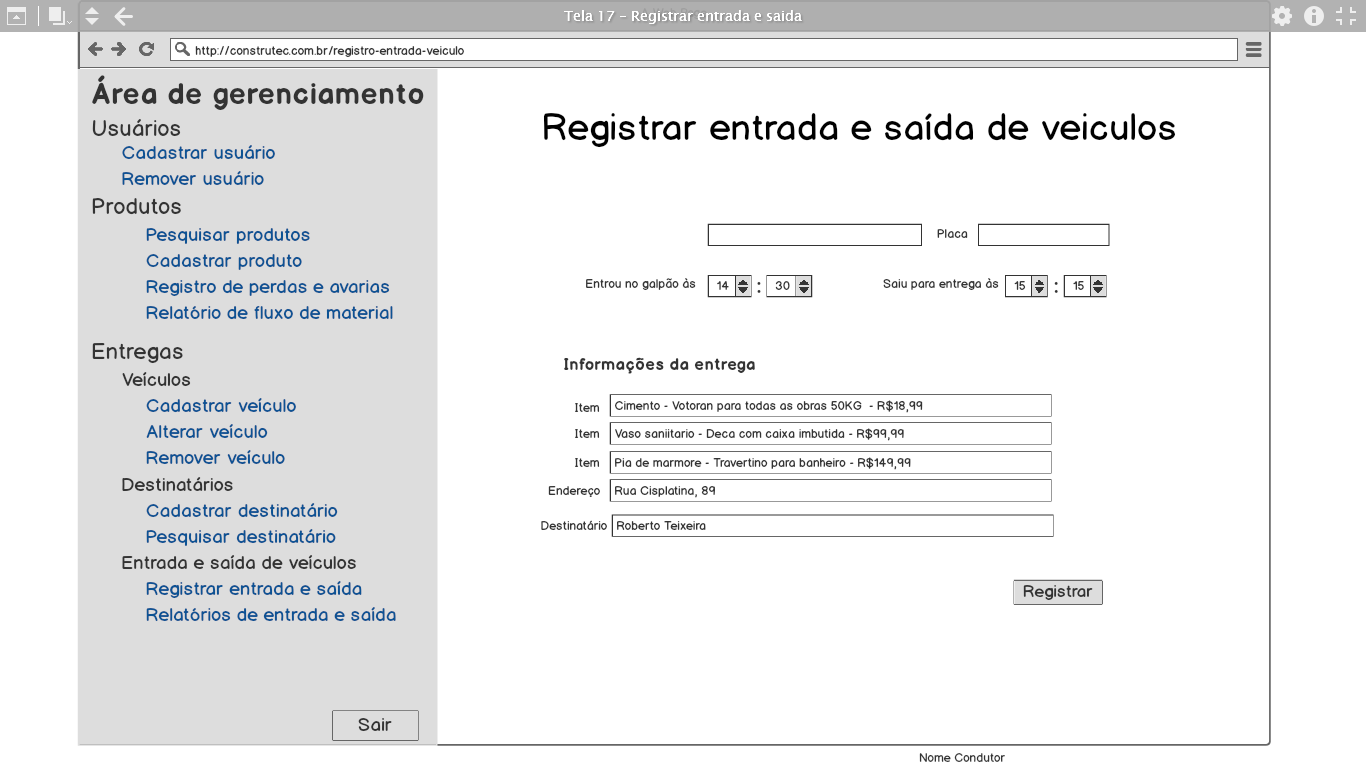 Tela 17 - Registrar entrada e saida
http://construtec.com.br/registro-entrada-veiculo
Área de gerenciamento
Usuários
Cadastrar usuário
Remover usuário
Produtos
Pesquisar produtos
Cadastrar produto
Registro de perdas e avarias
Relatório de fluxo de material
Entregas
Veículos
Cadastrar veículo
Alterar veículo
Remover veículo
Destinatários
Cadastrar destinatário
Pesquisar destinatário
Entrada e saída de veículos
Registrar entrada e saída
Relatórios de entrada e saída
Sair
Registrar entrada e saída de veiculos
Placa
Entrou no galpão às 14 : 30 Saiu para entrega às 15 : 15
Informações da entrega
Item Cimento - Votoran para todas as obras 50KG - R$18,99
Item Vaso saniitario - Deca com caixa imbutida - R$99,99
Item Pia de marmore - Travertino para banheiro - R$149,99
Endereço Rua Cisplatina, 89
Destinatário Roberto Teixeira
Registrar
Nome Condutor